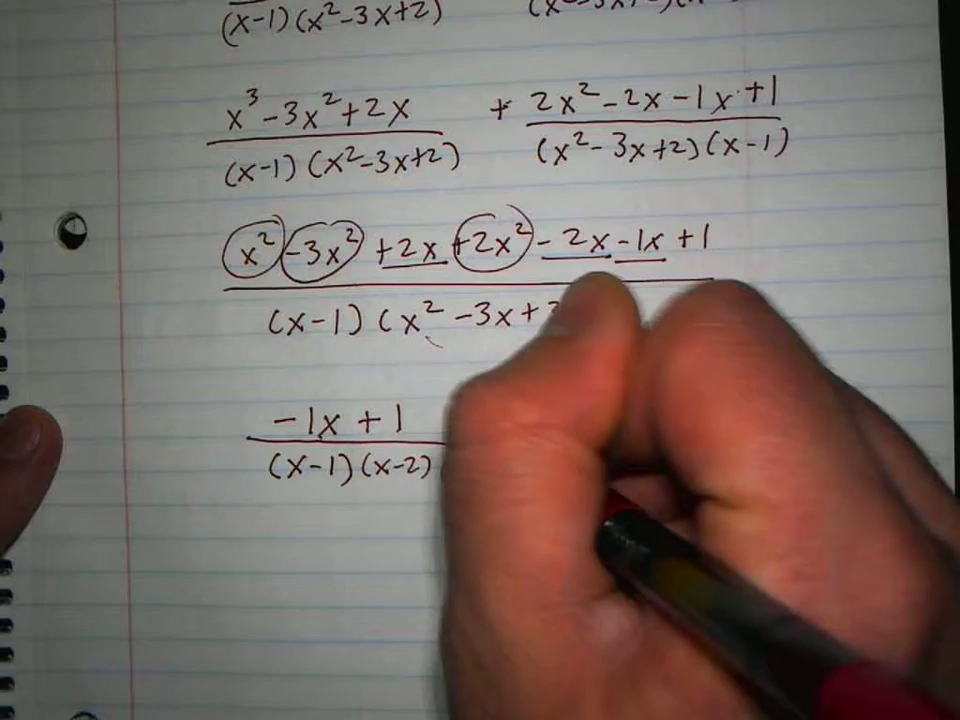 (x-1)(x²-3x+2)
x³-3x²+2x + 2x²-2x-1x+1
(x-1)(x²-3x+2) (x²-3x+2)(x-1)
x²-3x²+2x+2x²-2x-1x+1
(x-1)(x²-3x+
-1x+1
(x-1)(x-2)